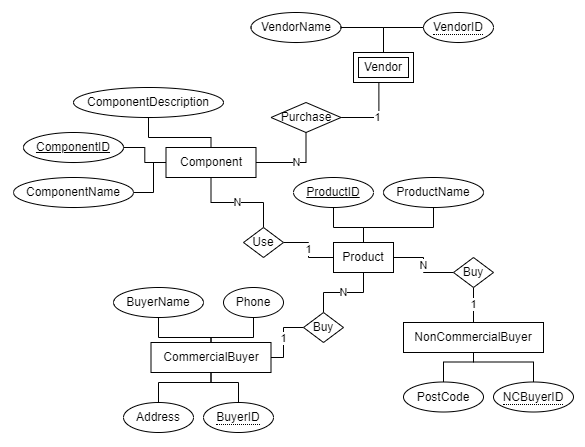 VendorName
VendorID
Vendor
ComponentDescription
Purchase
1
ComponentID
Component
N
ComponentName
ProductID
ProductName
N
Use
1
Product
N
Buy
BuyerName
Phone
N
1
Buy
1
NonCommercialBuyer
CommercialBuyer
PostCode
NCBuyerID
Address
BuyerID